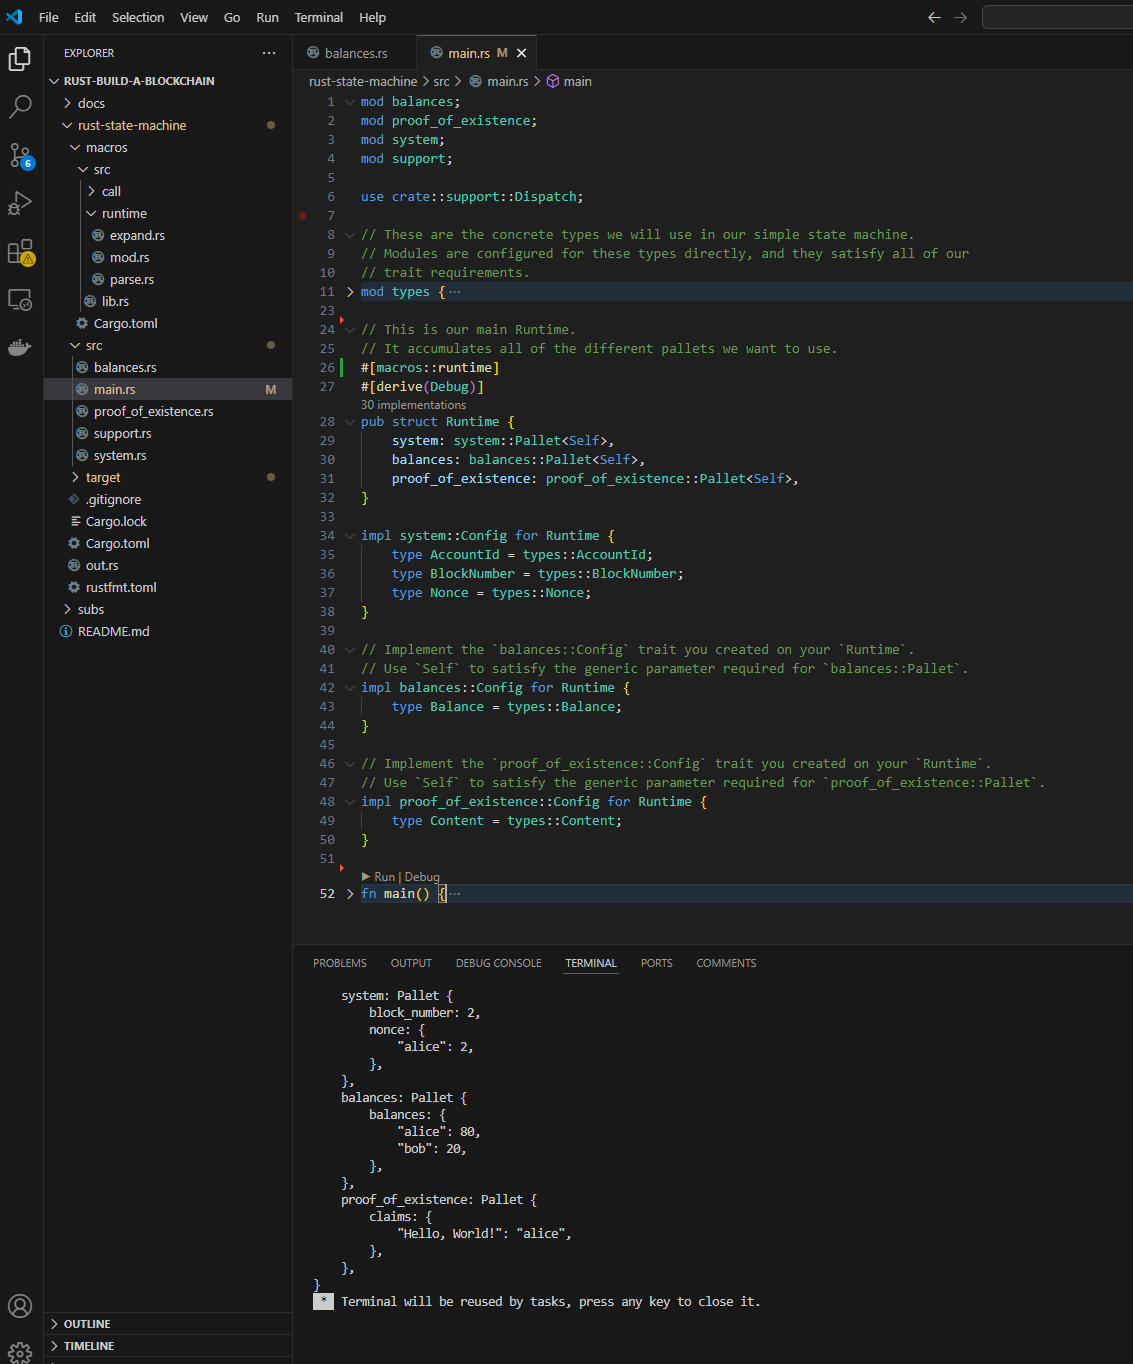 File Edit Selection View Go Run Terminal Help
EXPLORER
RUST-BUILD-A-BLOCKCHAIN
docs
rust-state-machine
macros
src
call
runtime
expand.rs
mod.rs
parse.rs
lib.rs
Cargo.toml
src
balances.rs
main.rs M
proof_of_existence.rs
support.rs
system.rs
target
.gitignore
Cargo.lock
Cargo.toml
out.rs
rustfmt.toml
subs
README.md
OUTLINE
TIMELINE
6
balances.rs main.rs M
rust-state-machine > src > main.rs > main
1 mod balances;
2 mod proof_of_existence;
3 mod system;
4 mod support;
5
6 use crate::support::Dispatch;
7
8 // These are the concrete types we will use in our simple state machine.
9 // Modules are configured for these types directly, and they satisfy all of our
10 // trait requirements.
11 mod types {···
23
24 // This is our main Runtime.
25 // It accumulates all of the different pallets we want to use.
26 #[macros::runtime]
27 #[derive(Debug)]
30 implementations
28 pub struct Runtime {
29 system: system::Pallet<Self>,
30 balances: balances::Pallet<Self>,
31 proof_of_existence: proof_of_existence::Pallet<Self>,
32 }
33
34 impl system::Config for Runtime {
35 type AccountId = types::AccountId;
36 type BlockNumber = types::BlockNumber;
37 type Nonce = types::Nonce;
38 }
39
40 // Implement the `balances::Config` trait you created on your `Runtime`.
41 // Use `Self` to satisfy the generic parameter required for `balances::Pallet`.
42 impl balances::Config for Runtime {
43 type Balance = types::Balance;
44 }
45
46 // Implement the `proof_of_existence::Config` trait you created on your `Runtime`.
47 // Use `Self` to satisfy the generic parameter required for `proof_of_existence::Pallet`.
48 impl proof_of_existence::Config for Runtime {
49 type Content = types::Content;
50 }
51
Run | Debug
52 fn main() {···
PROBLEMS OUTPUT DEBUG CONSOLE TERMINAL PORTS COMMENTS
system: Pallet {
block_number: 2,
nonce: {
"alice": 2,
},
},
balances: Pallet {
balances: {
"alice": 80,
"bob": 20,
},
},
proof_of_existence: Pallet {
claims: {
"Hello, World!": "alice",
},
},
}
* Terminal will be reused by tasks, press any key to close it.